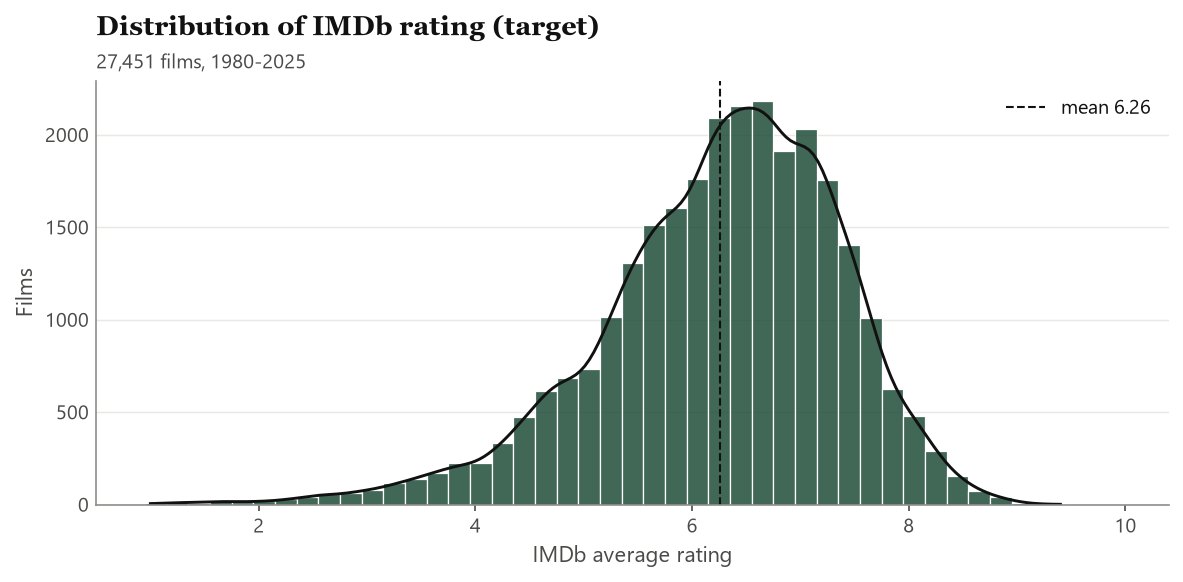 Distribution of IMDb rating (target)
27,451 films, 1980-2025
mean 6.26
2000
1500
1000
500
0
Films
2
4
6
8
10
IMDb average rating